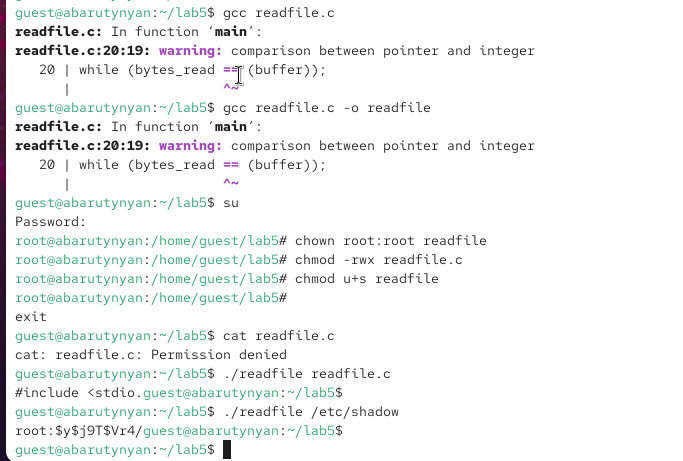 guest@abarutynyan:~/lab5$ gcc readfile.c
readfile.c: In function ‘main’:
readfile.c:20:19: warning: comparison between pointer and integer
   20 | while (bytes_read == (buffer));
      |                   ^~
guest@abarutynyan:~/lab5$ gcc readfile.c -o readfile
readfile.c: In function ‘main’:
readfile.c:20:19: warning: comparison between pointer and integer
   20 | while (bytes_read == (buffer));
      |                   ^~
guest@abarutynyan:~/lab5$ su
Password:
root@abarutynyan:/home/guest/lab5# chown root:root readfile
root@abarutynyan:/home/guest/lab5# chmod -rwx readfile.c
root@abarutynyan:/home/guest/lab5# chmod u+s readfile
root@abarutynyan:/home/guest/lab5#
exit
guest@abarutynyan:~/lab5$ cat readfile.c
cat: readfile.c: Permission denied
guest@abarutynyan:~/lab5$ ./readfile readfile.c
#include <stdio.guest@abarutynyan:~/lab5$
guest@abarutynyan:~/lab5$ ./readfile /etc/shadow
root:$y$j9T$Vr4/guest@abarutynyan:~/lab5$
guest@abarutynyan:~/lab5$